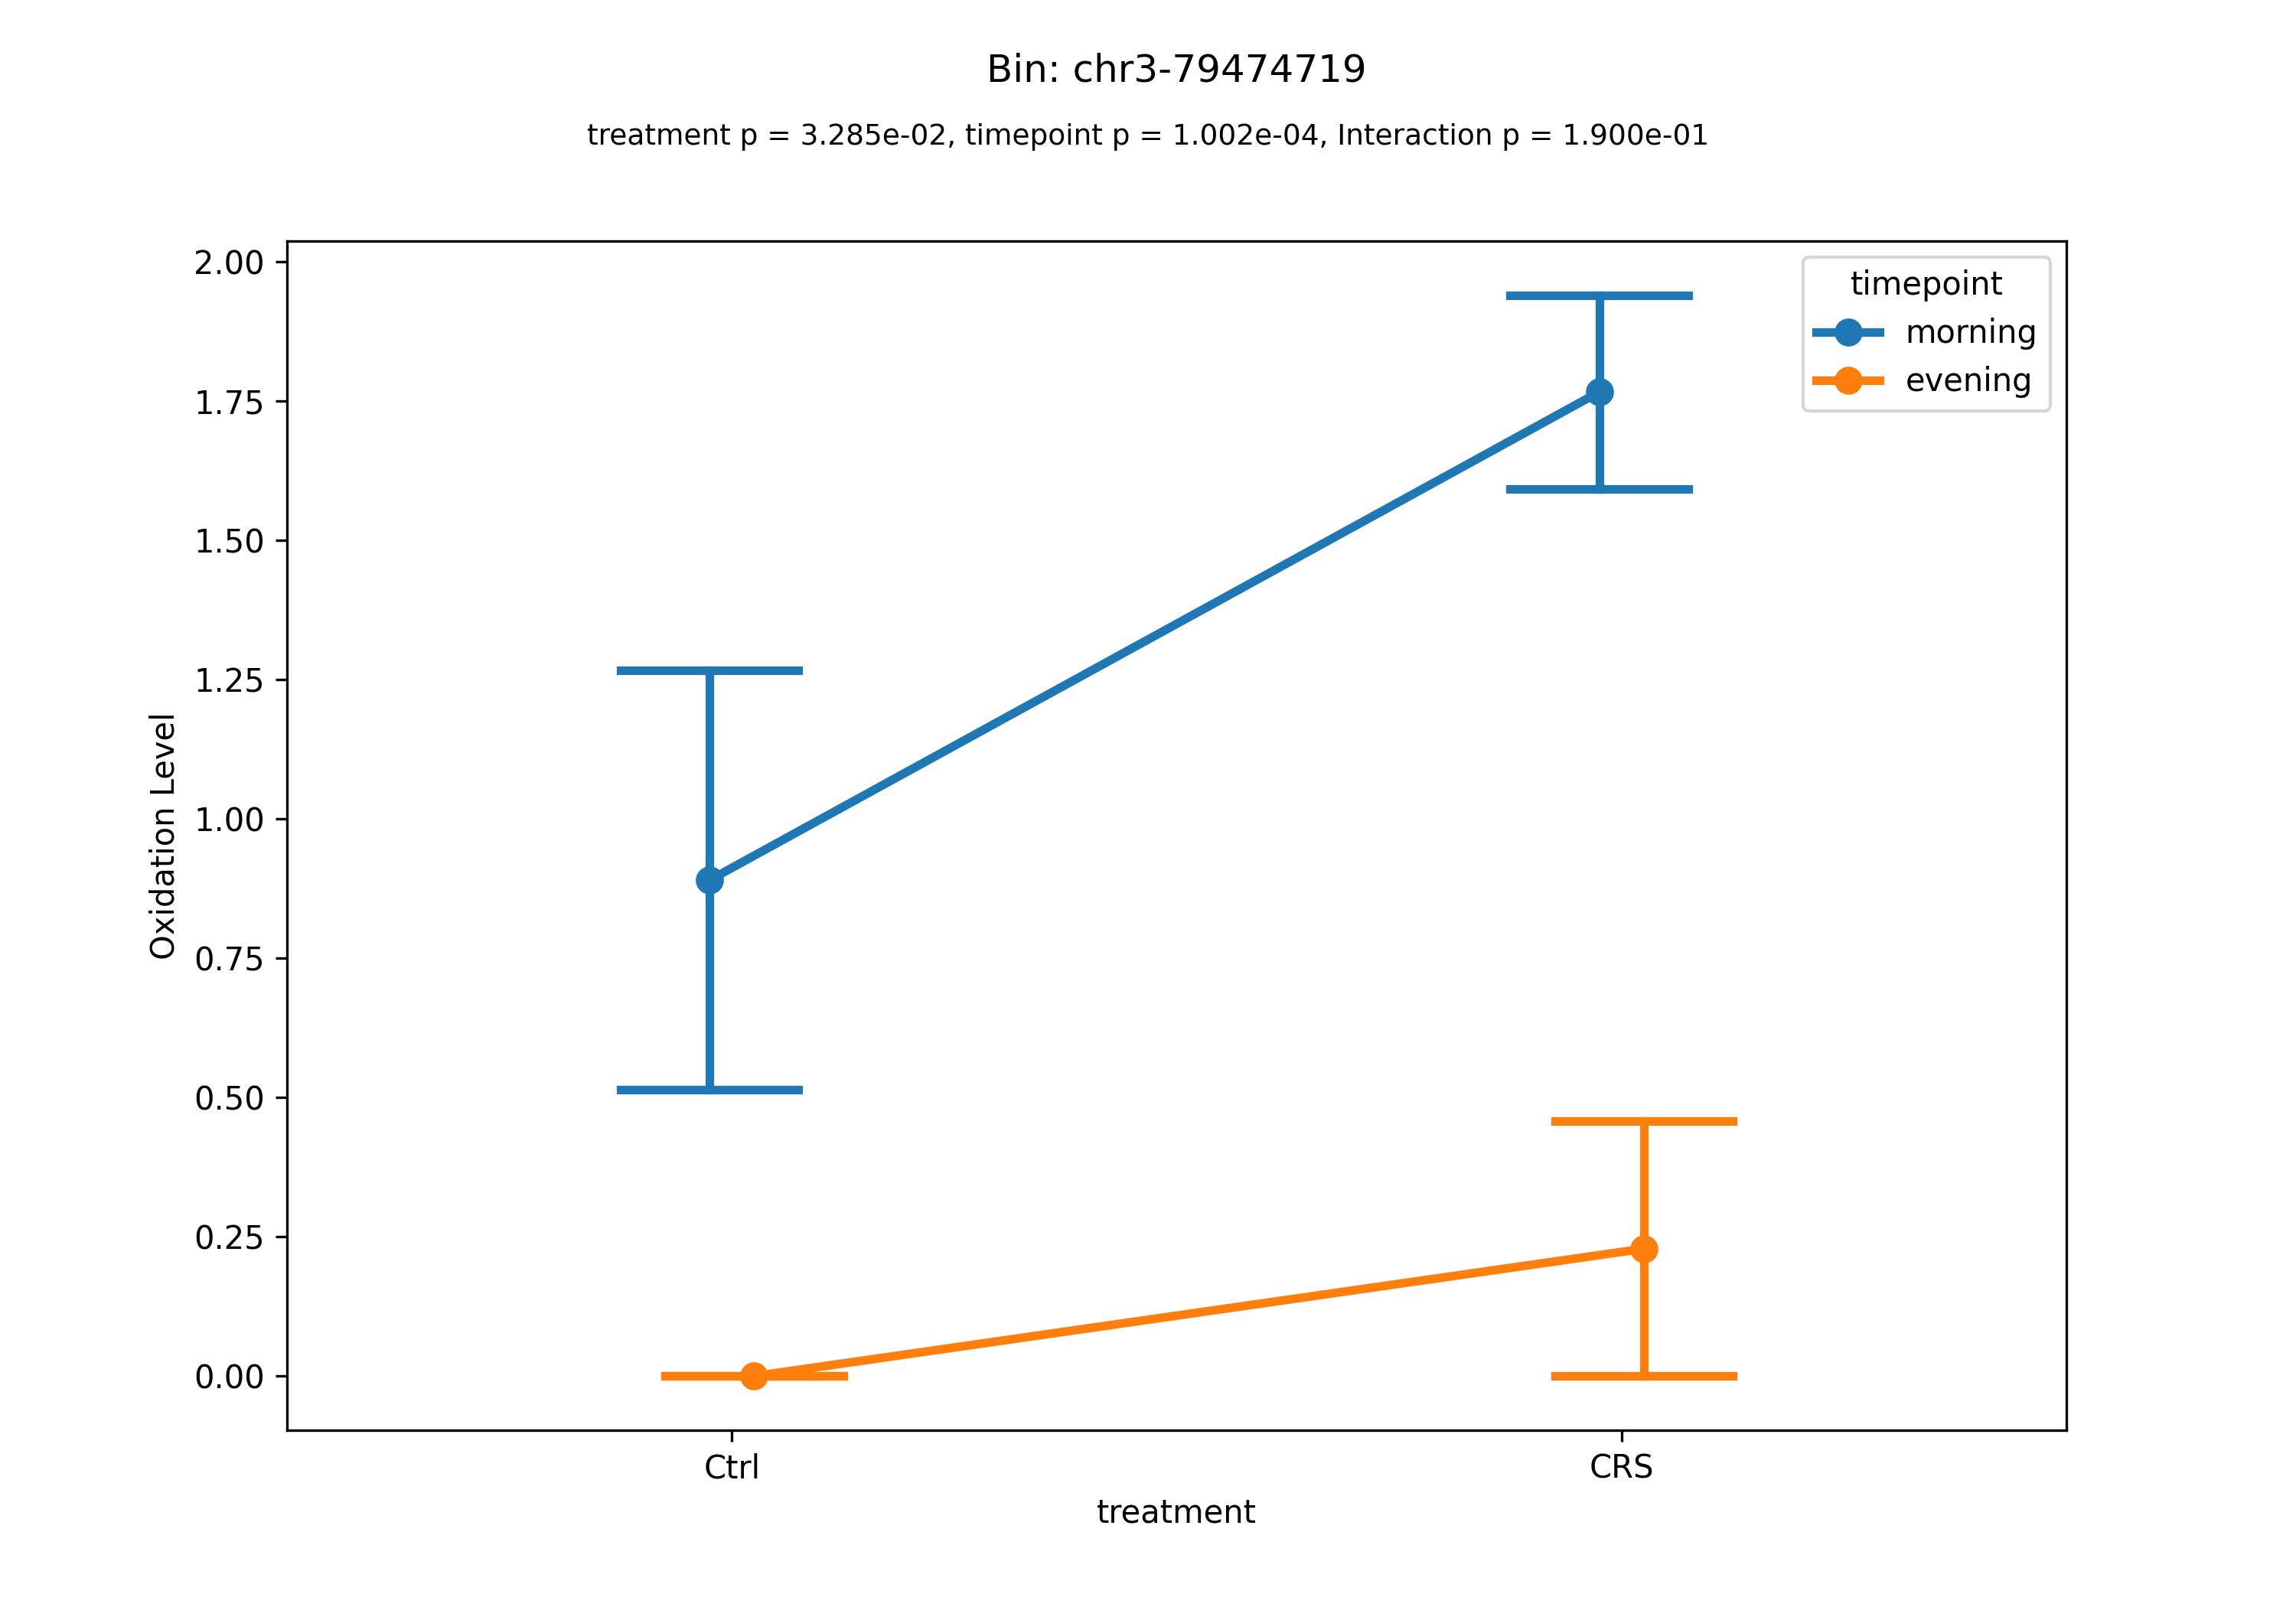 Bin: chr3-79474719
treatment p = 3.285e-02, timepoint p = 1.002e-04, Interaction p = 1.900e-01
timepoint
morning
evening
2.00
1.75
1.50
1.25
1.00
0.75
0.50
0.25
0.00
Oxidation Level
Ctrl
CRS
treatment